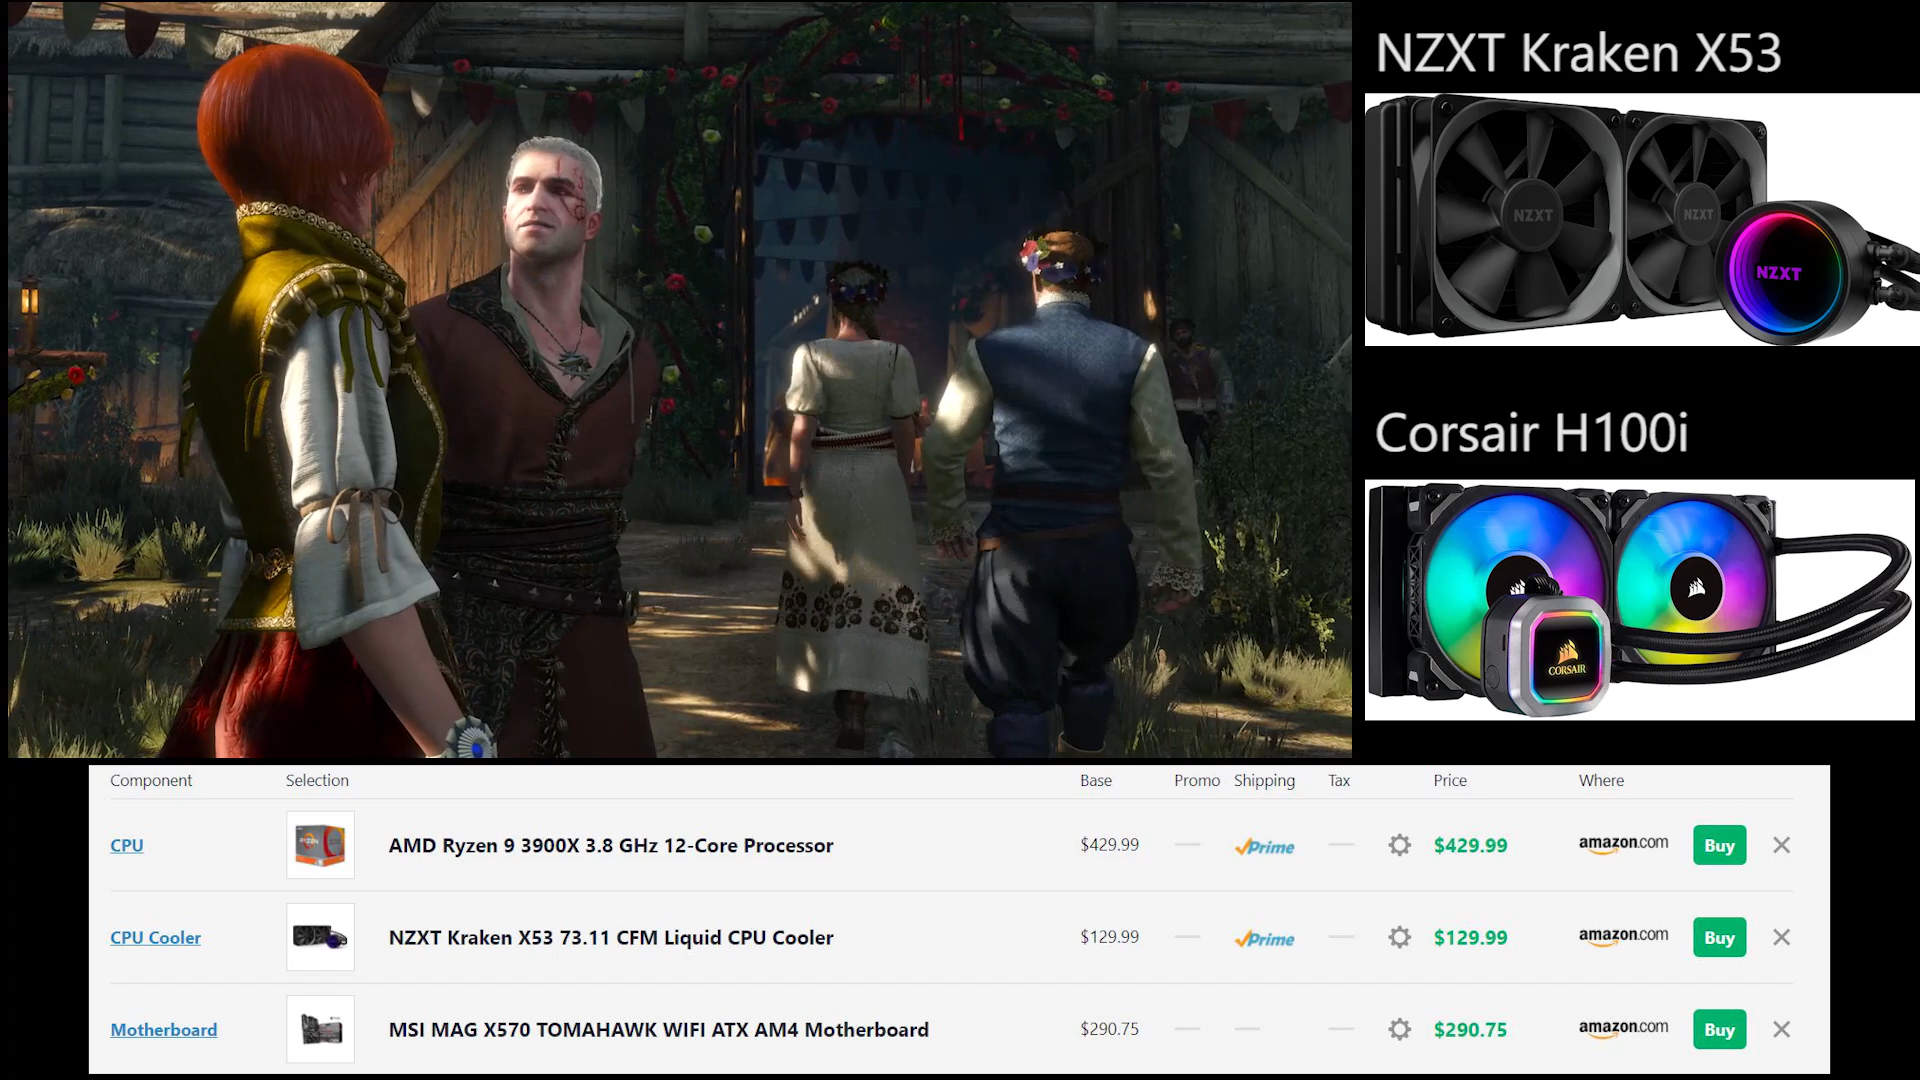 NZXT Kraken X53
NZXT
NZXT
NZXT
Corsair H100i
CORSAIR
Component Selection Base Promo Shipping Tax Price Where
CPU AMD Ryzen 9 3900X 3.8 GHz 12-Core Processor $429.99 — Prime — $429.99 amazon.com Buy
RYZEN
CPU Cooler NZXT Kraken X53 73.11 CFM Liquid CPU Cooler $129.99 — Prime — $129.99 amazon.com Buy
Motherboard MSI MAG X570 TOMAHAWK WIFI ATX AM4 Motherboard $290.75 — — — $290.75 amazon.com Buy